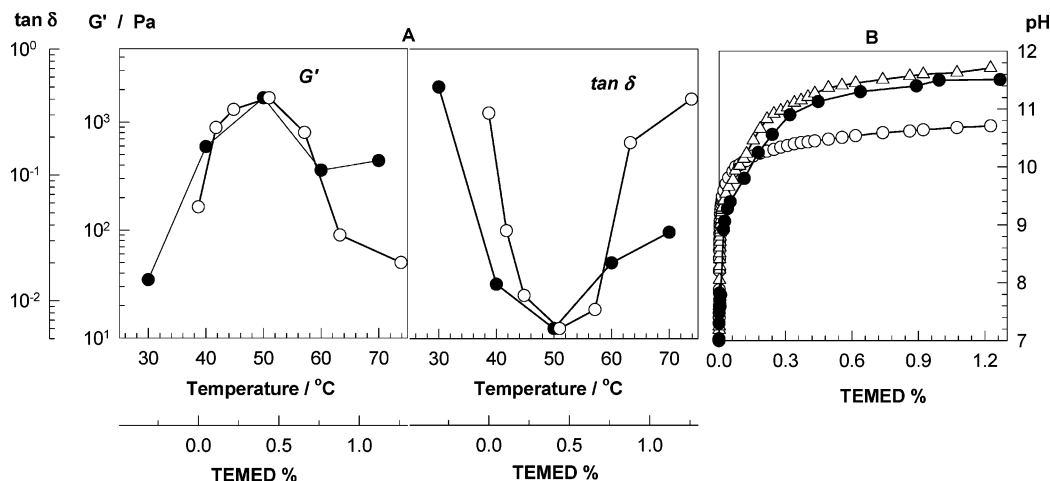 tan δ G' / Pa A B pH
10⁰ 10³ 10⁻¹ 10² 10⁻² 10¹
G'
tan δ
12
11
10
9
8
7
30 40 50 60 70 30 40 50 60 70 0.0 0.3 0.6 0.9 1.2
Temperature / °C Temperature / °C TEMED %
0.0 0.5 1.0 0.0 0.5 1.0
TEMED % TEMED %